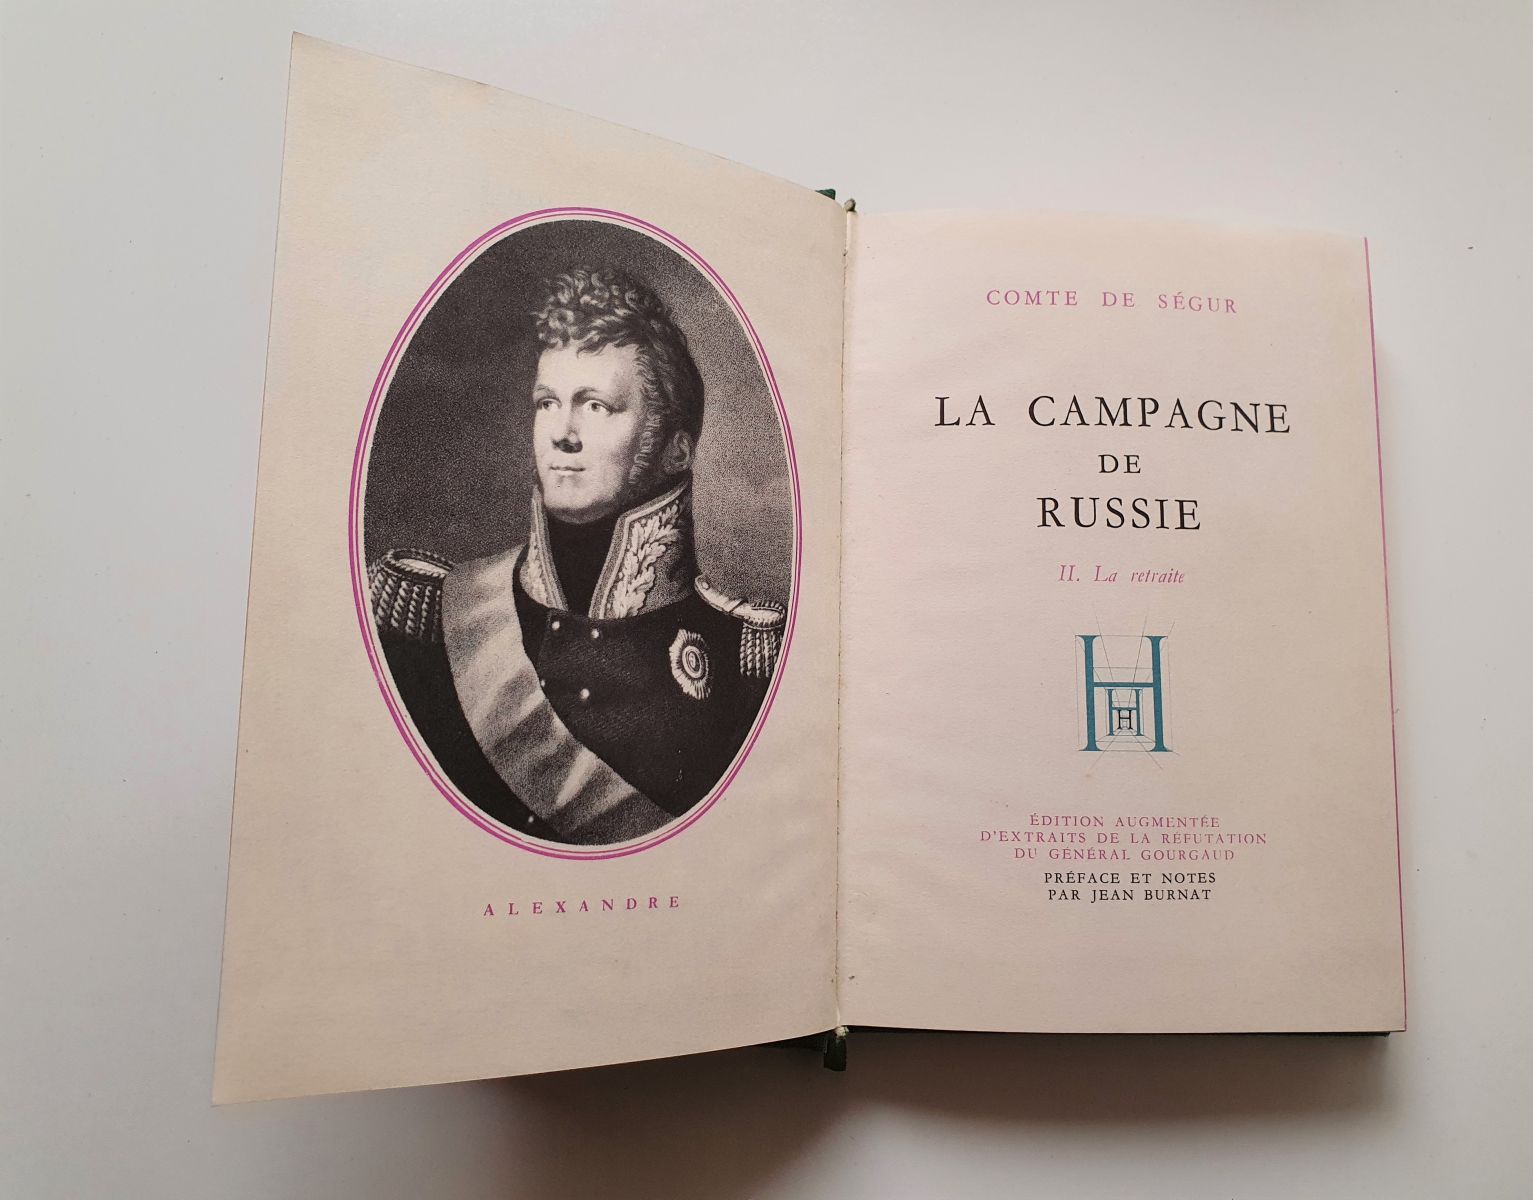 ALEXANDRE
COMTE DE SÉGUR
LA CAMPAGNE
DE
RUSSIE
II. La retraite
H
H
H
ÉDITION AUGMENTÉE
D'EXTRAITS DE LA RÉFUTATION
DU GÉNÉRAL GOURGAUD
PRÉFACE ET NOTES
PAR JEAN BURNAT